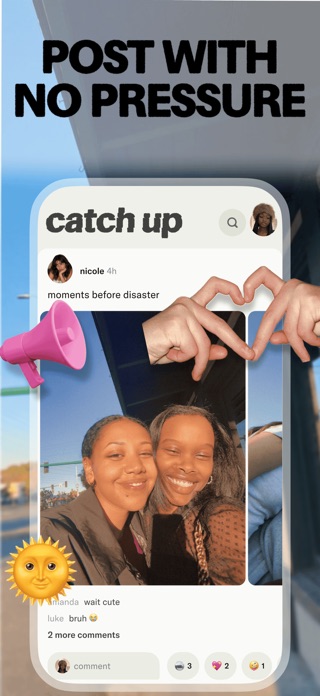 POST WITH
NO PRESSURE
catch up
nicole 4h
moments before disaster
amanda wait cute
luke bruh 😂
2 more comments
comment
3
2
1